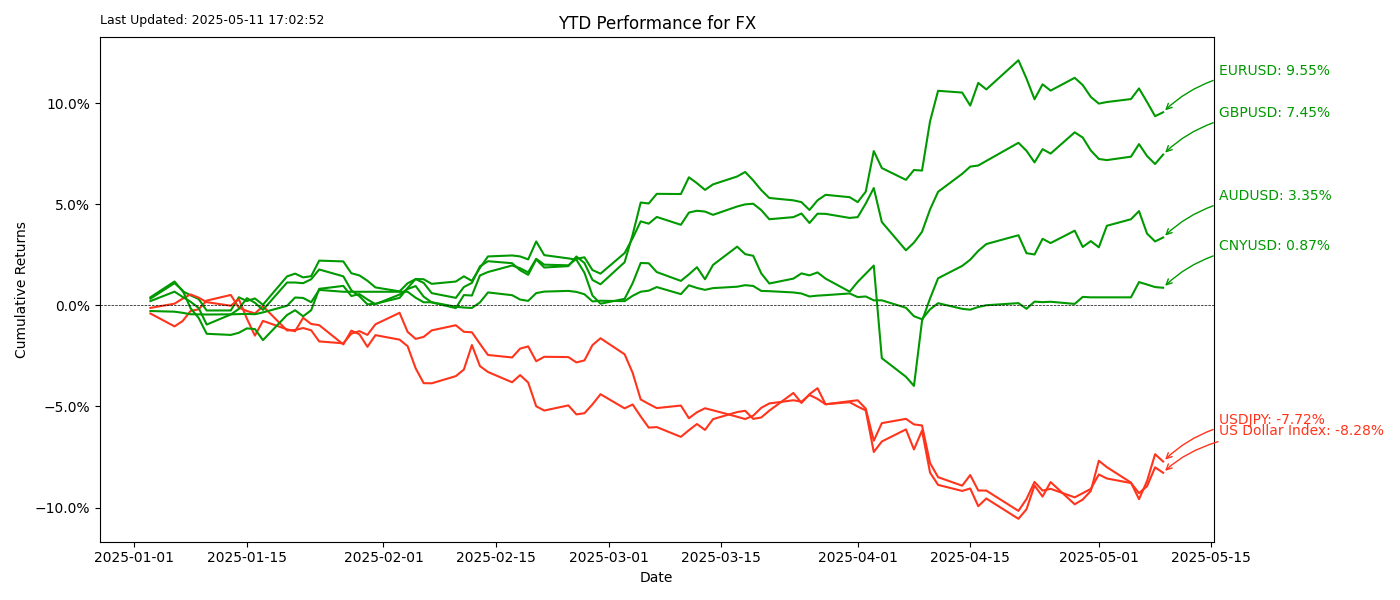 Last Updated: 2025-05-11 17:02:52
YTD Performance for FX
EURUSD: 9.55%
GBPUSD: 7.45%
AUDUSD: 3.35%
CNYUSD: 0.87%
USDJPY: -7.72%
US Dollar Index: -8.28%
Cumulative Returns
10.0%
5.0%
0.0%
−5.0%
−10.0%
2025-01-01 2025-01-15 2025-02-01 2025-02-15 2025-03-01 2025-03-15 2025-04-01 2025-04-15 2025-05-01 2025-05-15
Date